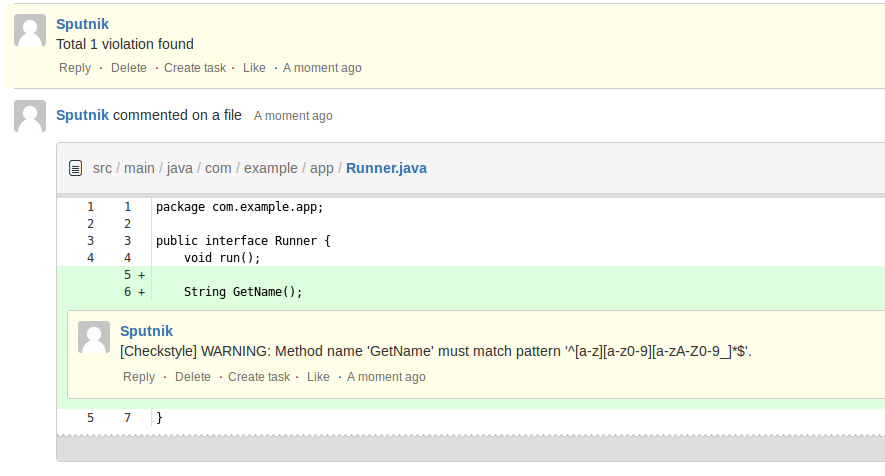 Sputnik
Total 1 violation found
Reply · Delete · Create task · Like · A moment ago
Sputnik commented on a file A moment ago
src / main / java / com / example / app / Runner.java
1 1 package com.example.app;
2 2
3 3 public interface Runner {
4 4 void run();
5 +
6 + String GetName();
Sputnik
[Checkstyle] WARNING: Method name 'GetName' must match pattern '^[a-z][a-z0-9][a-zA-Z0-9_]*$'.
Reply · Delete · Create task · Like · A moment ago
5 7 }